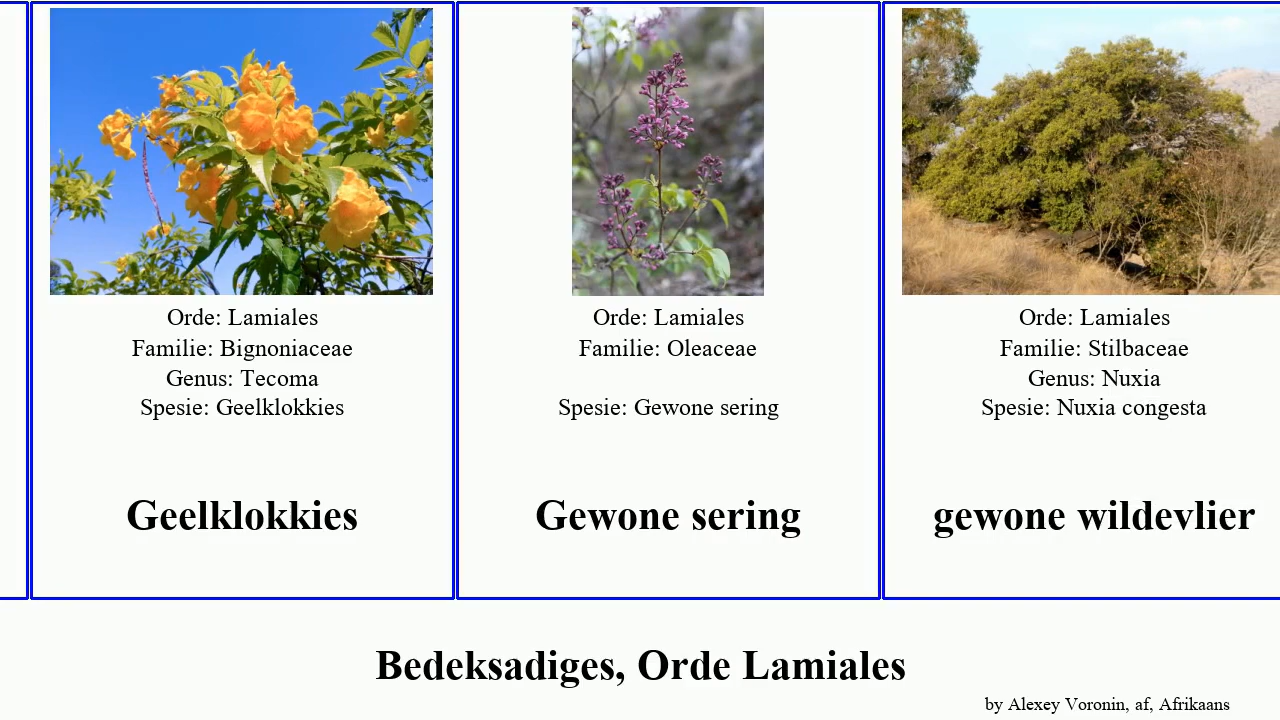 Orde: Lamiales
Familie: Bignoniaceae
Genus: Tecoma
Spesie: Geelklokkies
Geelklokkies
Orde: Lamiales
Familie: Oleaceae
Spesie: Gewone sering
Gewone sering
Orde: Lamiales
Familie: Stilbaceae
Genus: Nuxia
Spesie: Nuxia congesta
gewone wildevlier
Bedeksadiges, Orde Lamiales
by Alexey Voronin, af, Afrikaans